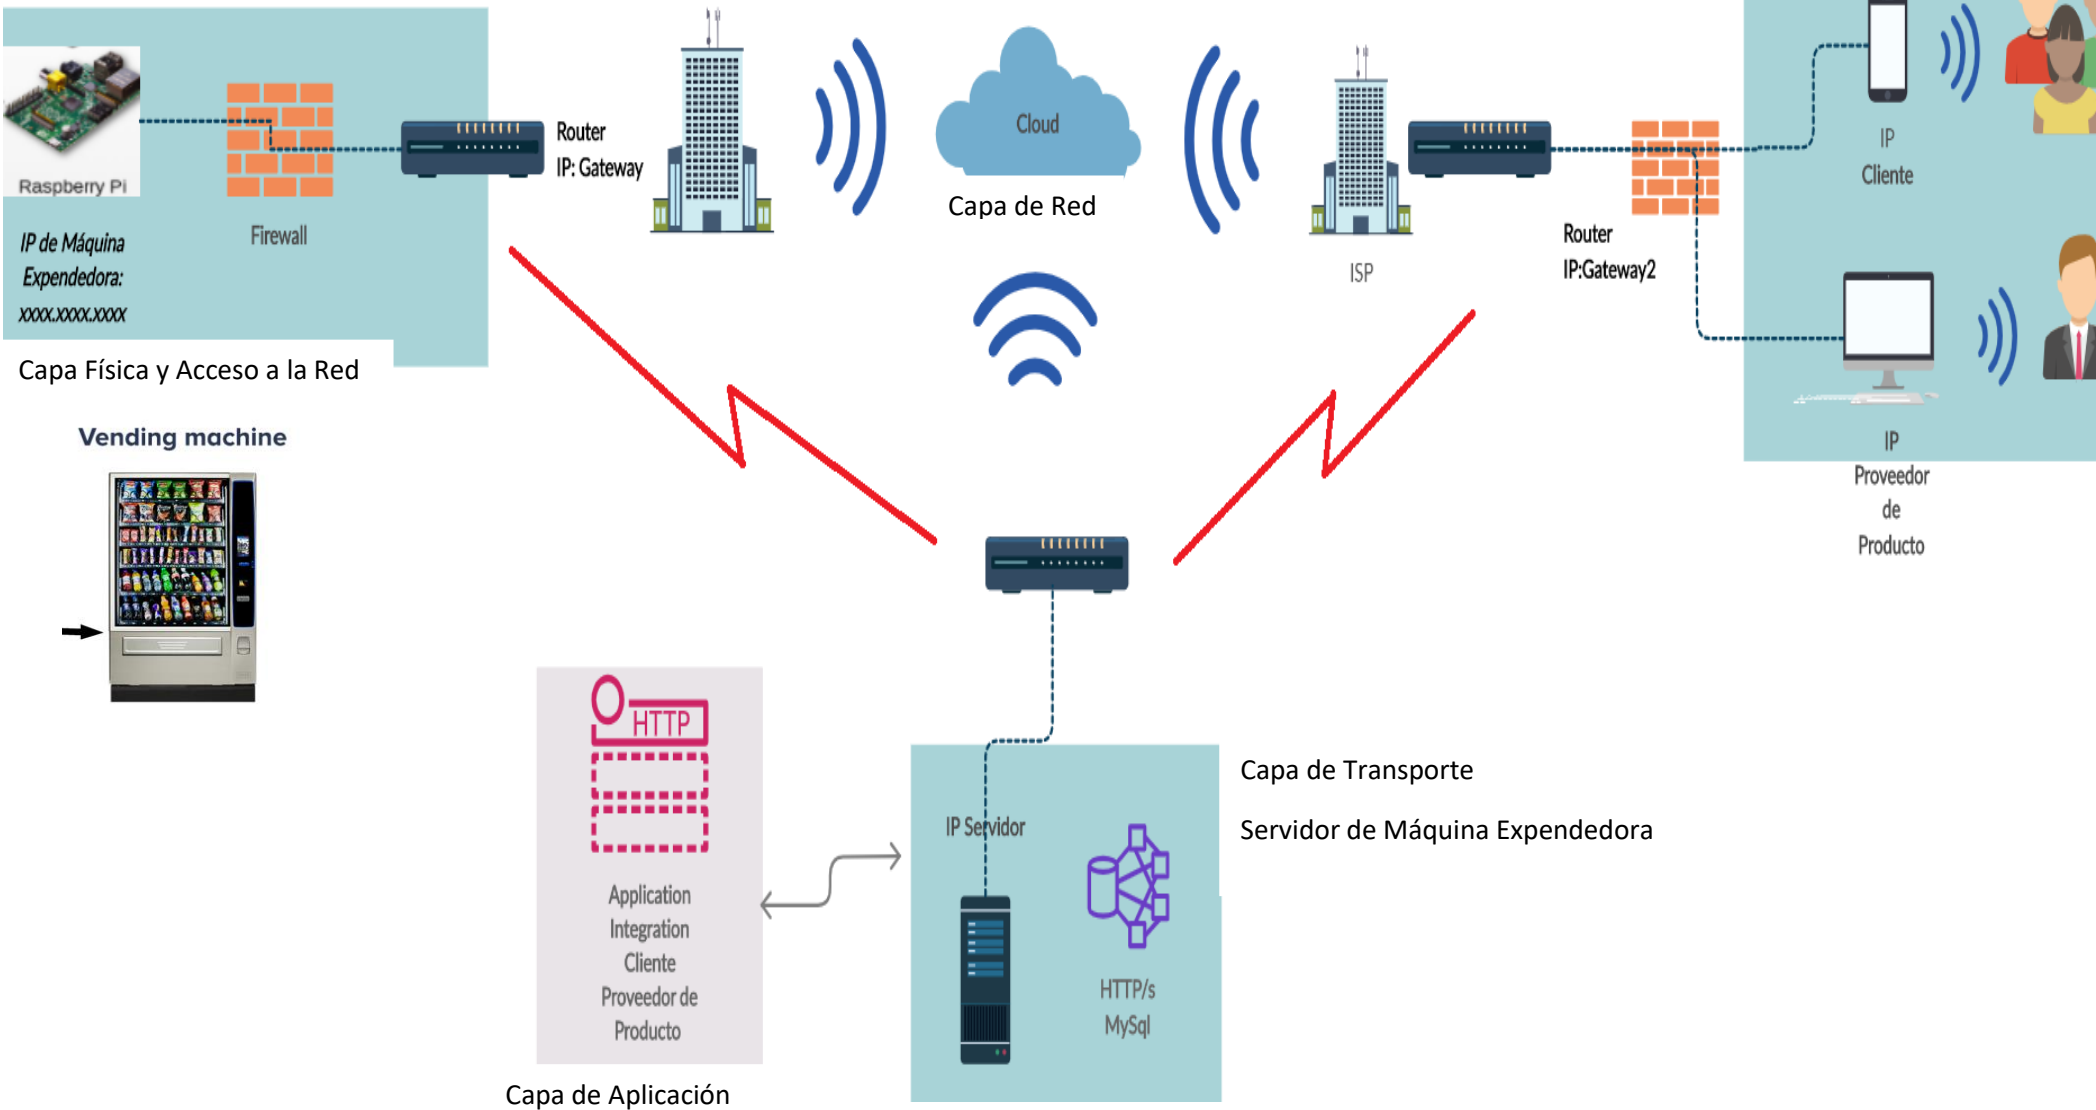 Raspberry Pi
IP de Máquina
Expendedora:
xxxx.xxxx.xxxx
Firewall
Router
IP: Gateway
Capa Física y Acceso a la Red
Vending machine
Cloud
Capa de Red
ISP
Router
IP:Gateway2
IP
Cliente
IP
Proveedor
de
Producto
HTTP
Application
Integration
Cliente
Proveedor de
Producto
Capa de Aplicación
IP Servidor
HTTP/s
MySql
Capa de Transporte
Servidor de Máquina Expendedora